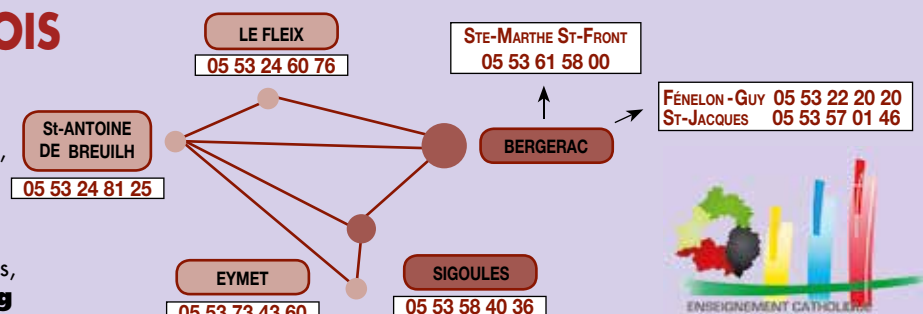 OIS
LE FLEIX
05 53 24 60 76
STE-MARTHE ST-FRONT
05 53 61 58 00
FÉNELON - GUY 05 53 22 20 20
ST-JACQUES 05 53 57 01 46
St-ANTOINE
DE BREUILH
,
05 53 24 81 25
BERGERAC
s,
g
EYMET
05 53 73 43 60
SIGOULES
05 53 58 40 36
ENSEIGNEMENT CATHOLIQUE